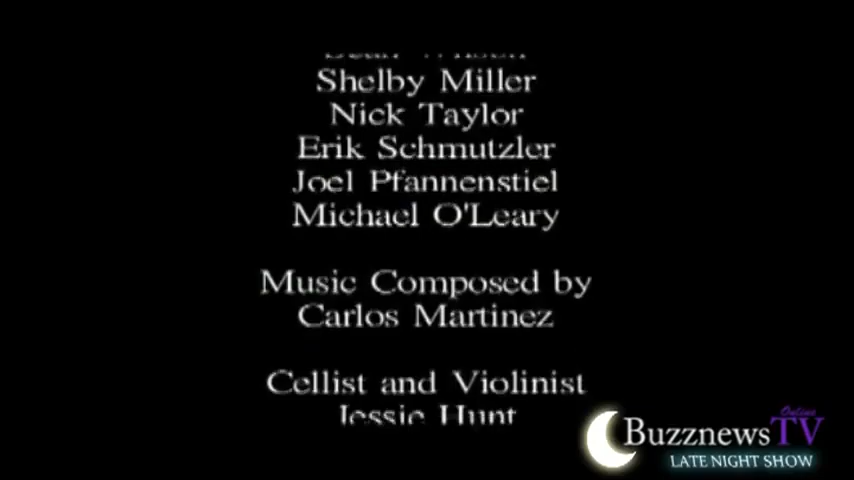 Shelby Miller
Nick Taylor
Erik Schmutzler
Joel Pfannenstiel
Michael O'Leary
Music Composed by
Carlos Martinez
Cellist and Violinist
Jessie Hunt
Online
BuzznewsTV
LATE NIGHT SHOW